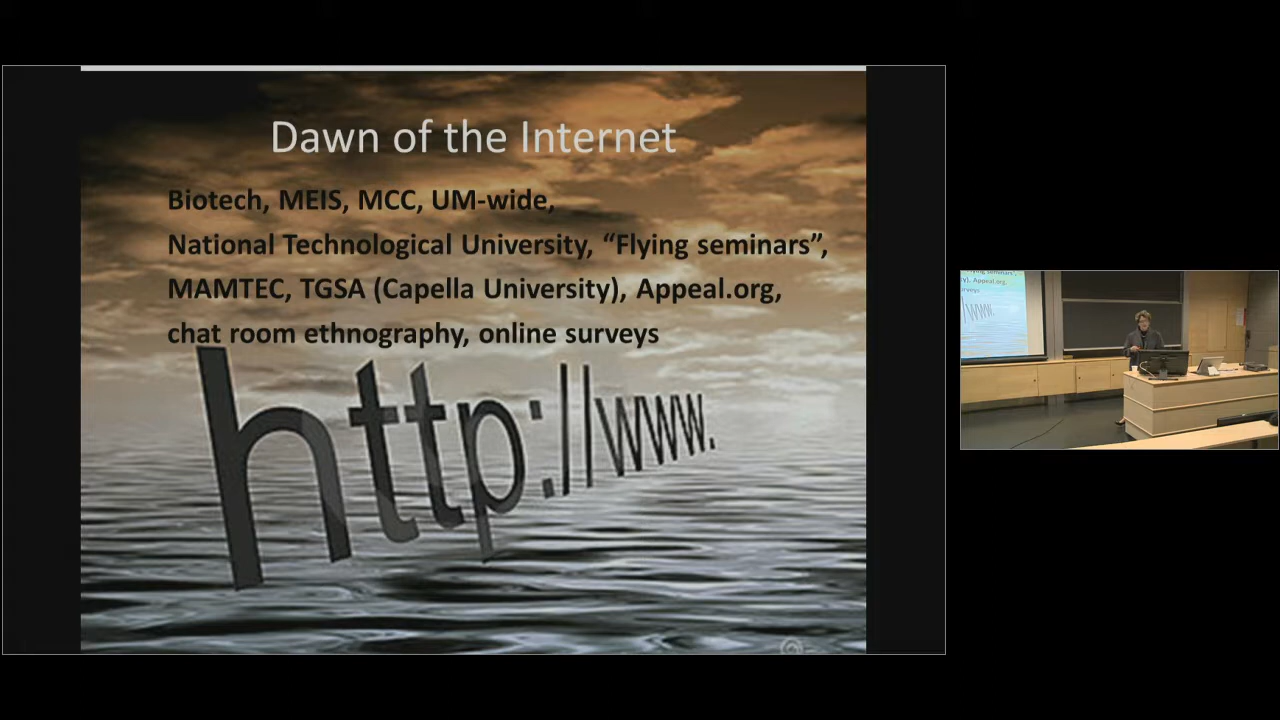 Dawn of the Internet
Biotech, MEIS, MCC, UM-wide,
National Technological University, “Flying seminars”,
MAMTEC, TGSA (Capella University), Appeal.org,
chat room ethnography, online surveys
http://www.